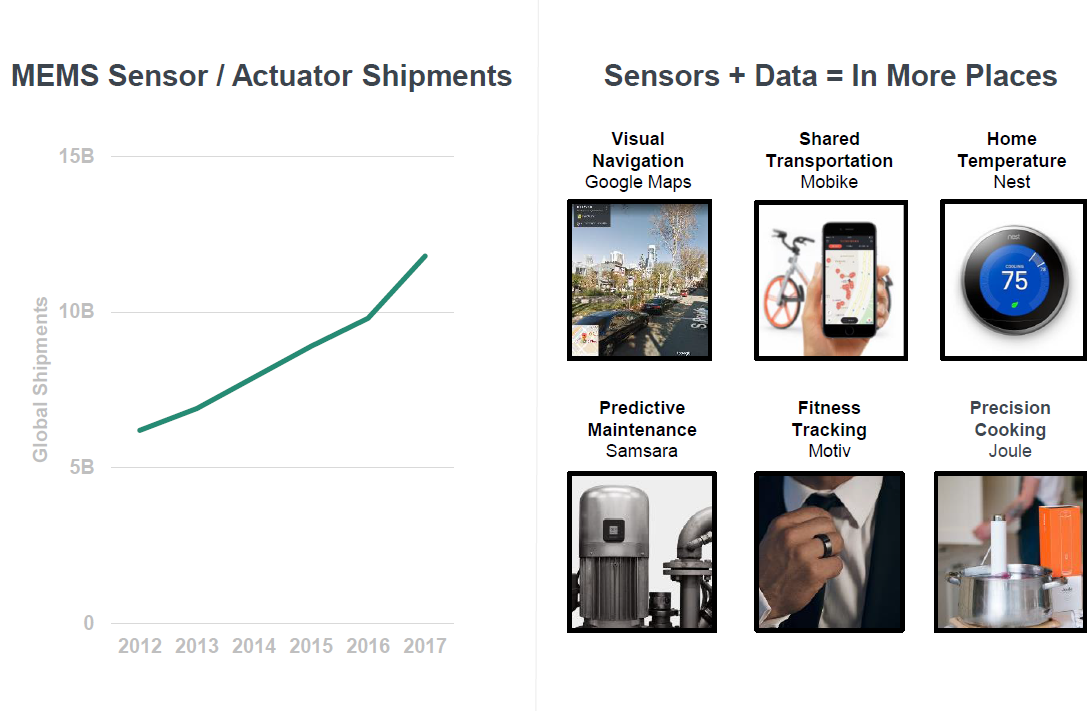 MEMS Sensor / Actuator Shipments
15B
10B
5B
0
Global Shipments
2012 2013 2014 2015 2016 2017
Sensors + Data = In More Places
Visual
Navigation
Google Maps
Shared
Transportation
Mobike
Home
Temperature
Nest
nest
COOLING
75
Predictive
Maintenance
Samsara
Fitness
Tracking
Motiv
Precision
Cooking
Joule